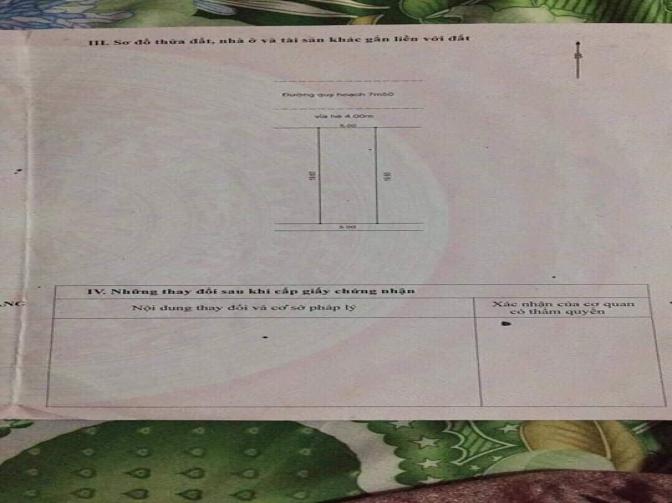 III. Sơ đồ thửa đất, nhà ở và tài sản khác gắn liền với đất
B
Đường quy hoạch 7m50
vỉa hè 4.00m
5.00
5.00
IV. Những thay đổi sau khi cấp giấy chứng nhận
Nội dung thay đổi và cơ sở pháp lý
Xác nhận của cơ quan
có thẩm quyền